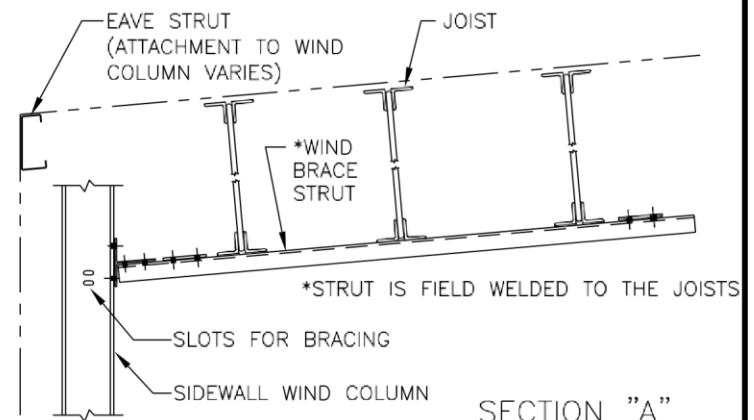 EAVE STRUT
(ATTACHMENT TO WIND
COLUMN VARIES)
JOIST
*WIND
BRACE
STRUT
*STRUT IS FIELD WELDED TO THE JOISTS
SLOTS FOR BRACING
SIDEWALL WIND COLUMN
SECTION "A"